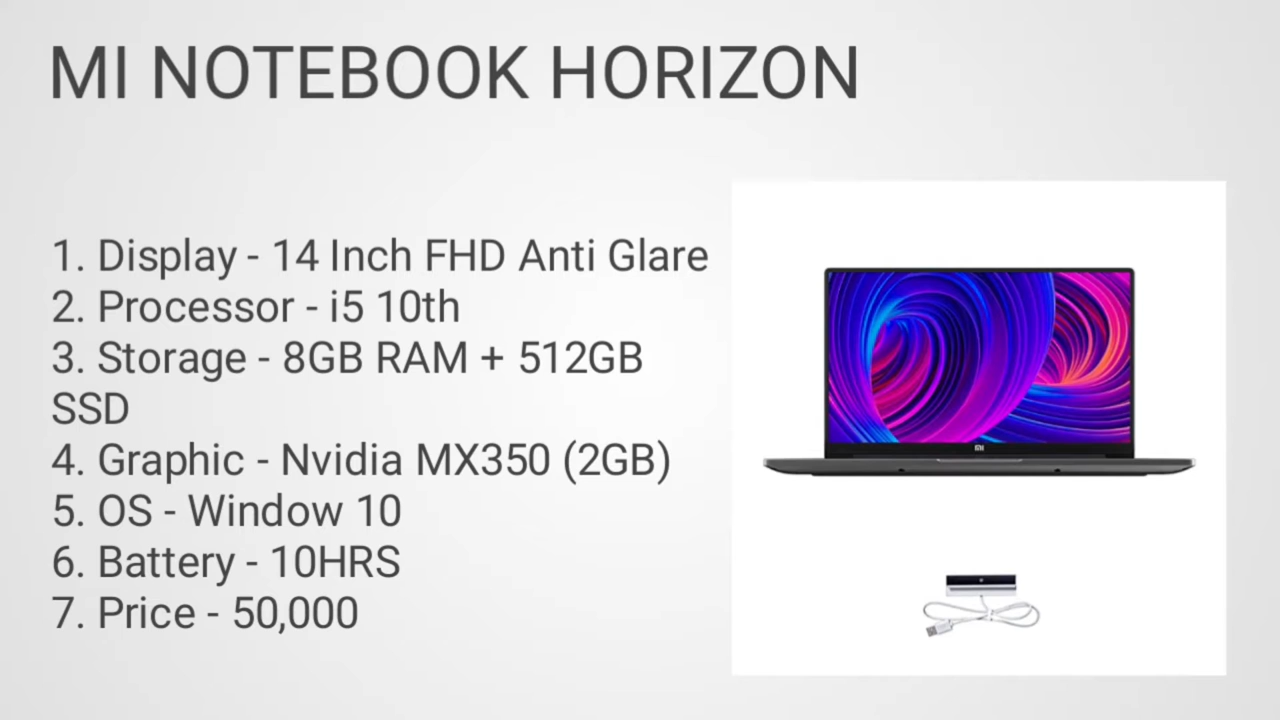 MI NOTEBOOK HORIZON
1. Display - 14 Inch FHD Anti Glare
2. Processor - i5 10th
3. Storage - 8GB RAM + 512GB
SSD
4. Graphic - Nvidia MX350 (2GB)
5. OS - Window 10
6. Battery - 10HRS
7. Price - 50,000
mi